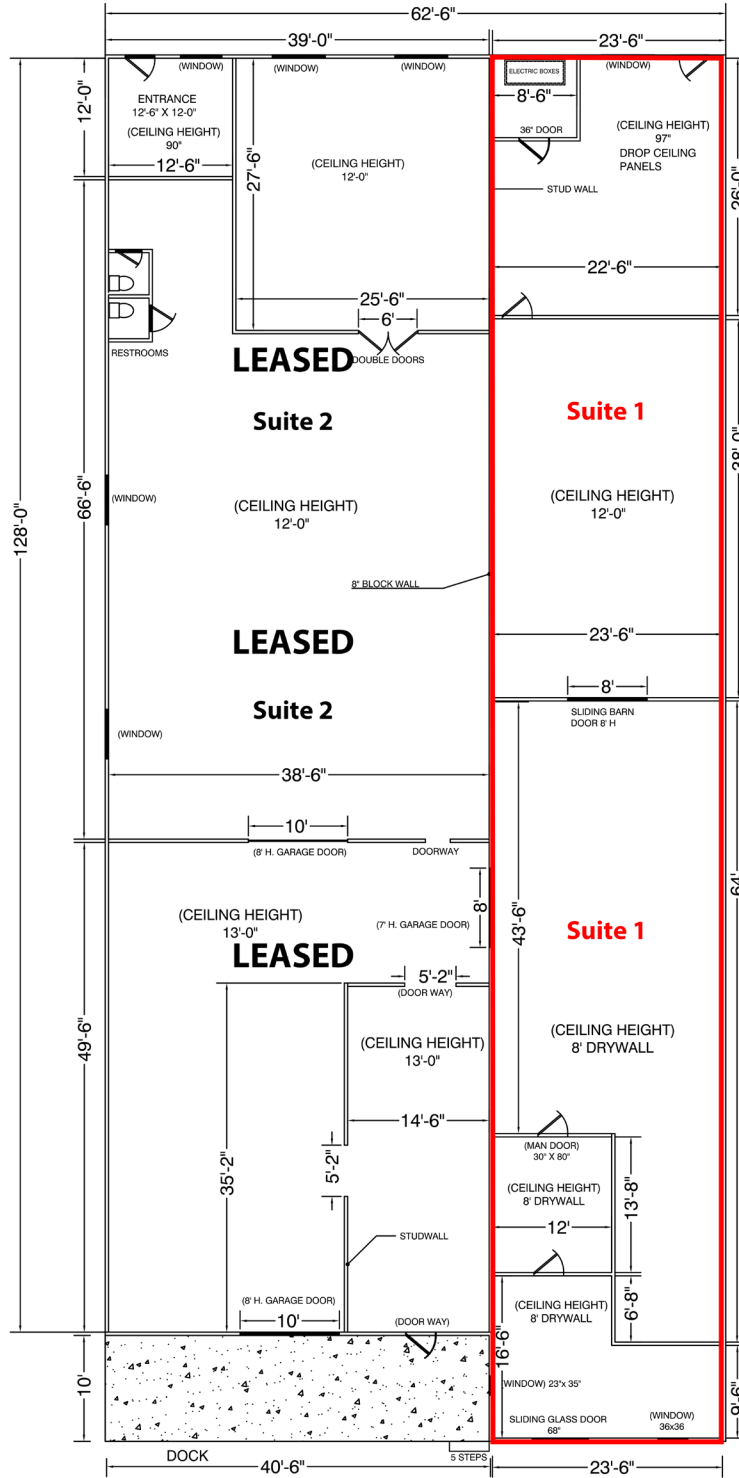 62'-6"
39'-0"
23'-6"
(WINDOW)
(WINDOW)
(WINDOW)
ELECTRIC BOXES
(WINDOW)
12'-0"
ENTRANCE
12'-6" X 12'-0"
(CEILING HEIGHT)
90"
12'-6"
8'-6"
36" DOOR
(CEILING HEIGHT)
97"
DROP CEILING
PANELS
27'-6"
(CEILING HEIGHT)
12'-0"
STUD WALL
26'-0"
22'-6"
25'-6"
6'
RESTROOMS
LEASED
DOUBLE DOORS
Suite 2
Suite 1
38'-0"
128'-0"
66'-6"
(WINDOW)
(CEILING HEIGHT)
12'-0"
(CEILING HEIGHT)
12'-0"
8" BLOCK WALL
LEASED
23'-6"
8'
Suite 2
SLIDING BARN
DOOR 8' H
(WINDOW)
38'-6"
10'
(8' H. GARAGE DOOR)
DOORWAY
64'
8'
43'-6"
(CEILING HEIGHT)
13'-0"
(7' H. GARAGE DOOR)
Suite 1
LEASED
5'-2"
(DOOR WAY)
49'-6"
(CEILING HEIGHT)
13'-0"
(CEILING HEIGHT)
8' DRYWALL
14'-6"
35'-2"
5'-2"
(MAN DOOR)
30" X 80"
(CEILING HEIGHT)
8' DRYWALL
13'-8"
12'
STUDWALL
(8' H. GARAGE DOOR)
10'
(DOOR WAY)
(CEILING HEIGHT)
8' DRYWALL
6'-8"
16'-6"
10'
(WINDOW) 23"x 35"
9'-6"
SLIDING GLASS DOOR
68"
(WINDOW)
36x36
DOCK
5 STEPS
40'-6"
23'-6"